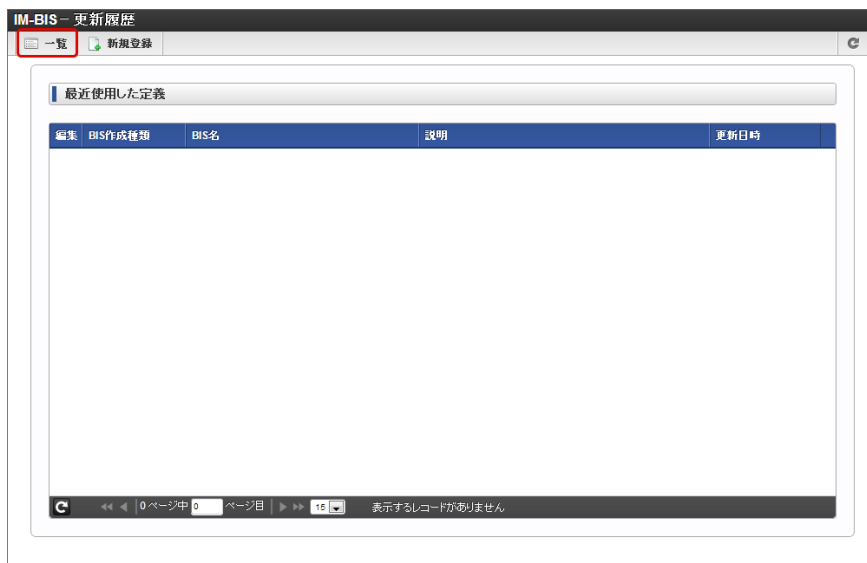 IM-BIS－更新履歴
一覧 新規登録
最近使用した定義
編集 BIS作成種類 BIS名 説明 更新日時
0 ページ中 0 ページ目 15 表示するレコードがありません